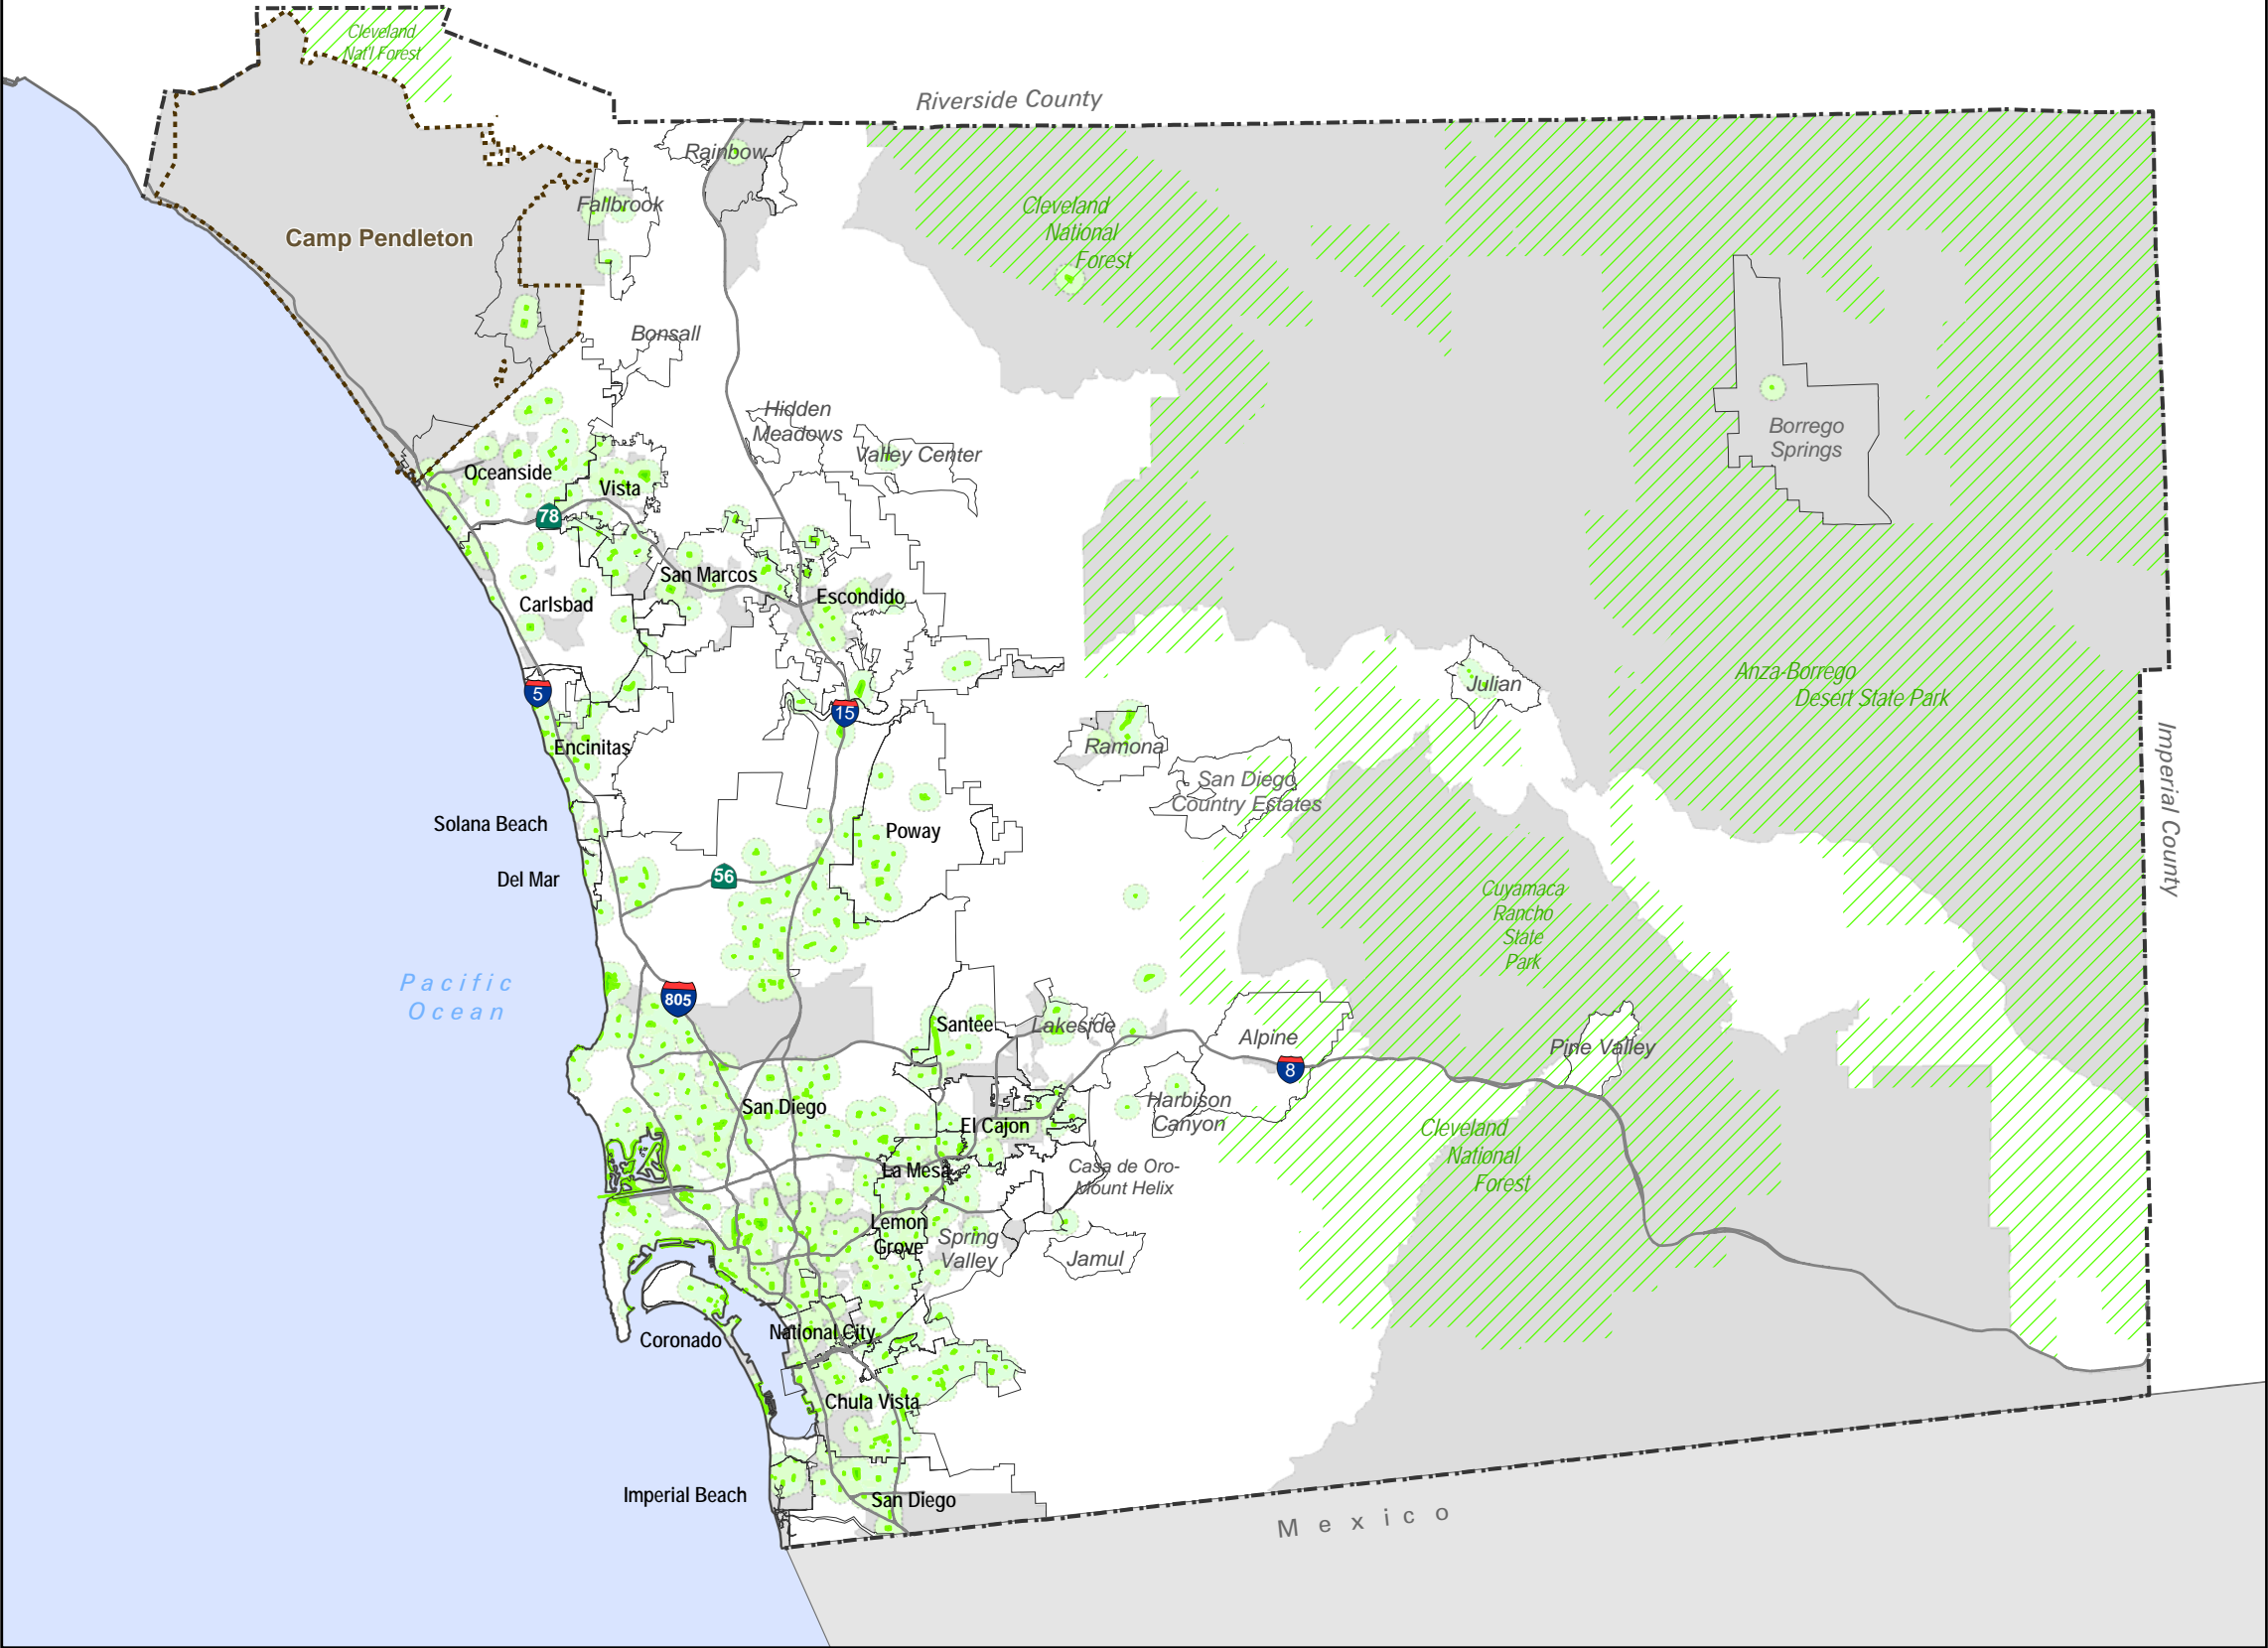 Cleveland
Nat'l Forest
Riverside County
Rainbow
Fallbrook
Cleveland
National
Forest
Camp Pendleton
Bonsall
Hidden
Meadows
Valley Center
Borrego
Springs
Oceanside
Vista
78
San Marcos
Escondido
Carlsbad
Anza-Borrego
Desert State Park
Julian
5
15
Imperial County
Encinitas
Ramona
San Diego
Country Estates
Solana Beach
Poway
Del Mar
56
Cuyamaca
Rancho
State
Park
Pacific
Ocean
805
Santee
Lakeside
Alpine
Pine Valley
8
San Diego
Harbison
Canyon
El Cajon
Cleveland
National
Forest
La Mesa
Casa de Oro-
Mount Helix
Lemon
Grove
Spring
Valley
Jamul
Coronado
National City
Chula Vista
Imperial Beach
San Diego
Mexico